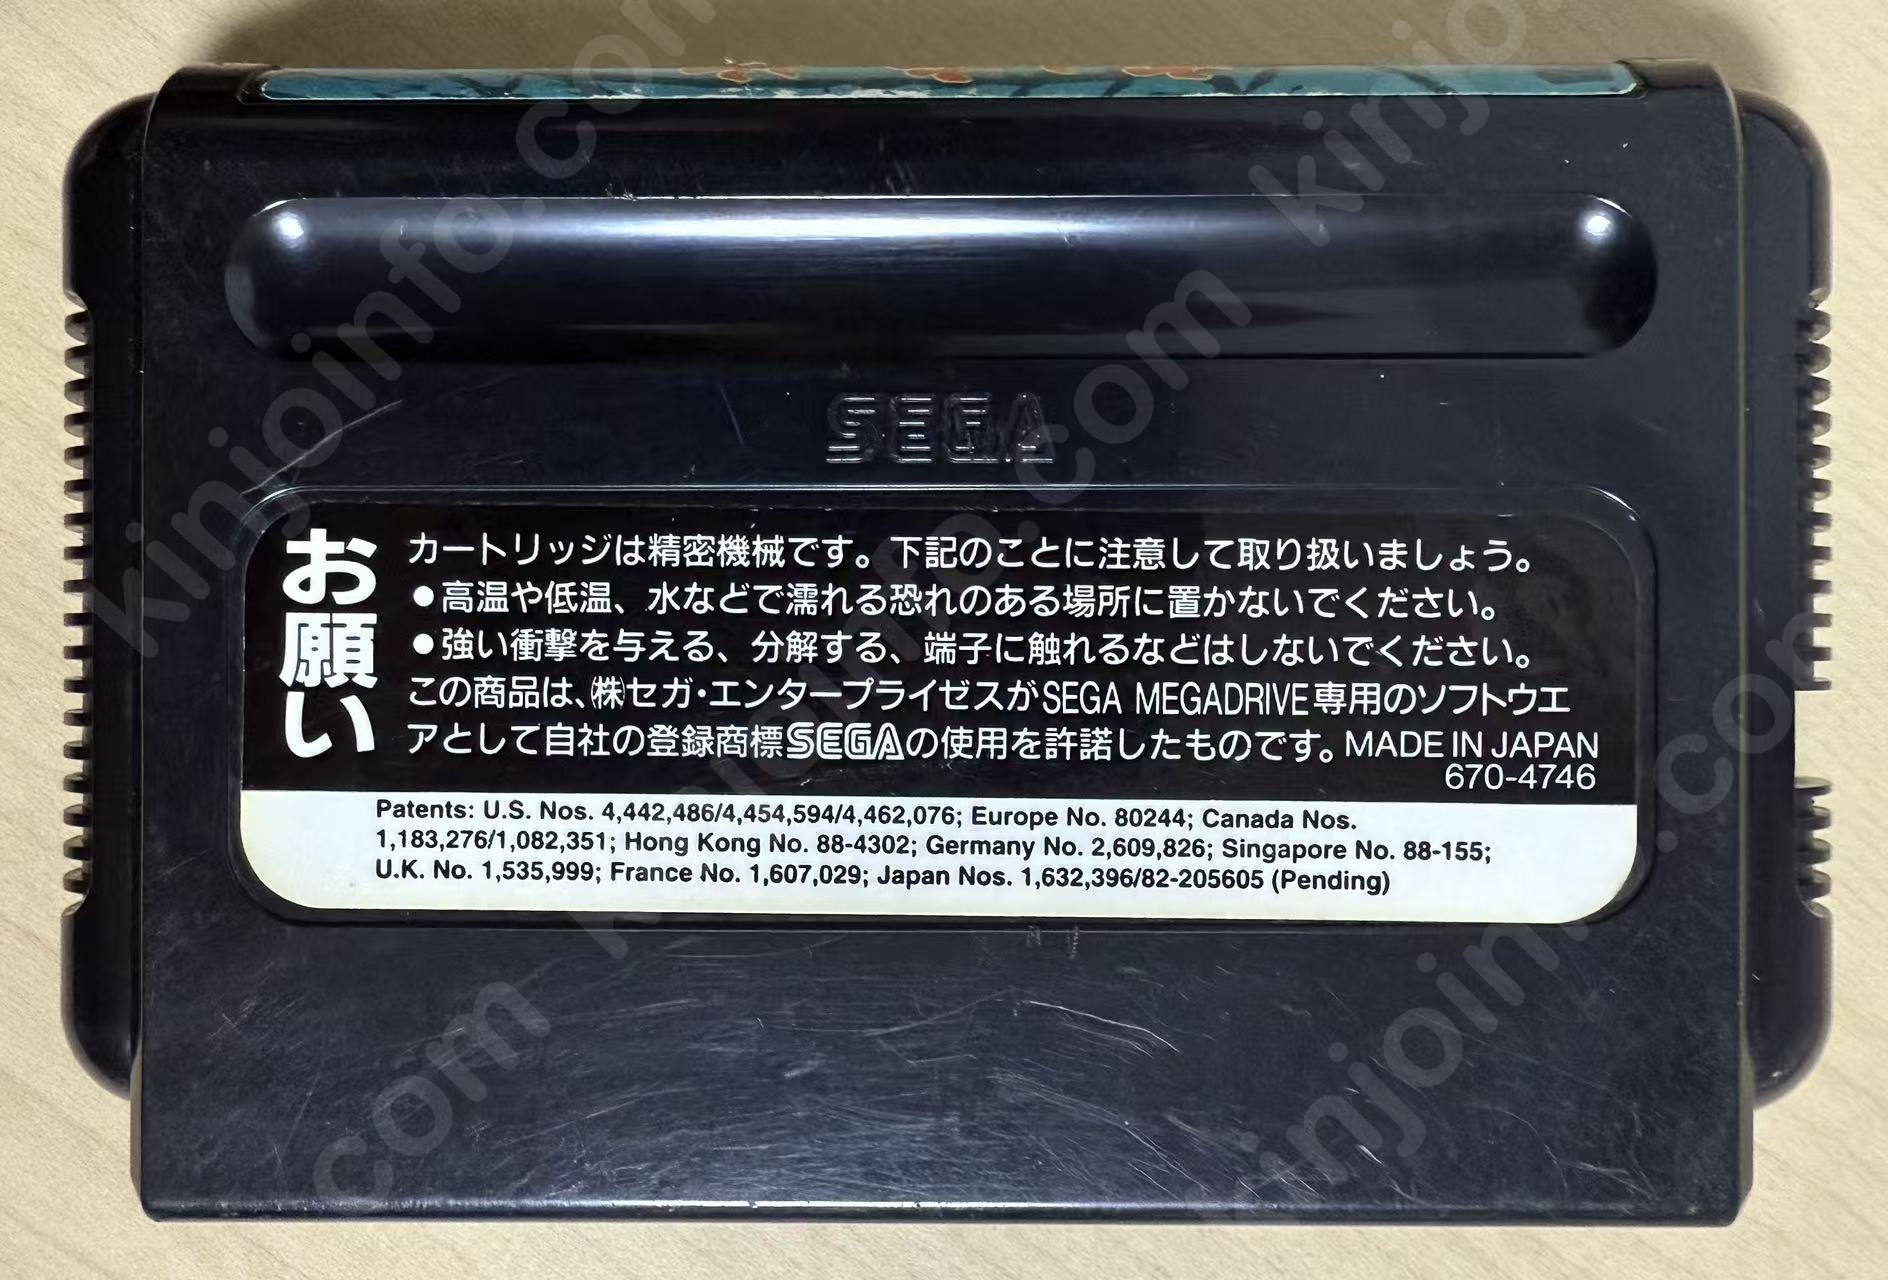 SEGA
お願い
カートリッジは精密機械です。下記のことに注意して取り扱いましょう。
●高温や低温、水などで濡れる恐れのある場所に置かないでください。
●強い衝撃を与える、分解する、端子に触れるなどはしないでください。
この商品は、㈱セガ・エンタープライゼスがSEGA MEGADRIVE専用のソフトウエ
アとして自社の登録商標SEGAの使用を許諾したものです。MADE IN JAPAN
670-4746
Patents: U.S. Nos. 4,442,486/4,454,594/4,462,076; Europe No. 80244; Canada Nos.
1,183,276/1,082,351; Hong Kong No. 88-4302; Germany No. 2,609,826; Singapore No. 88-155;
U.K. No. 1,535,999; France No. 1,607,029; Japan Nos. 1,632,396/82-205605 (Pending)
kinjoinfo.com
kinjoinfo.com
kinjoinfo.com
kinjoinfo.com
com
kinjo